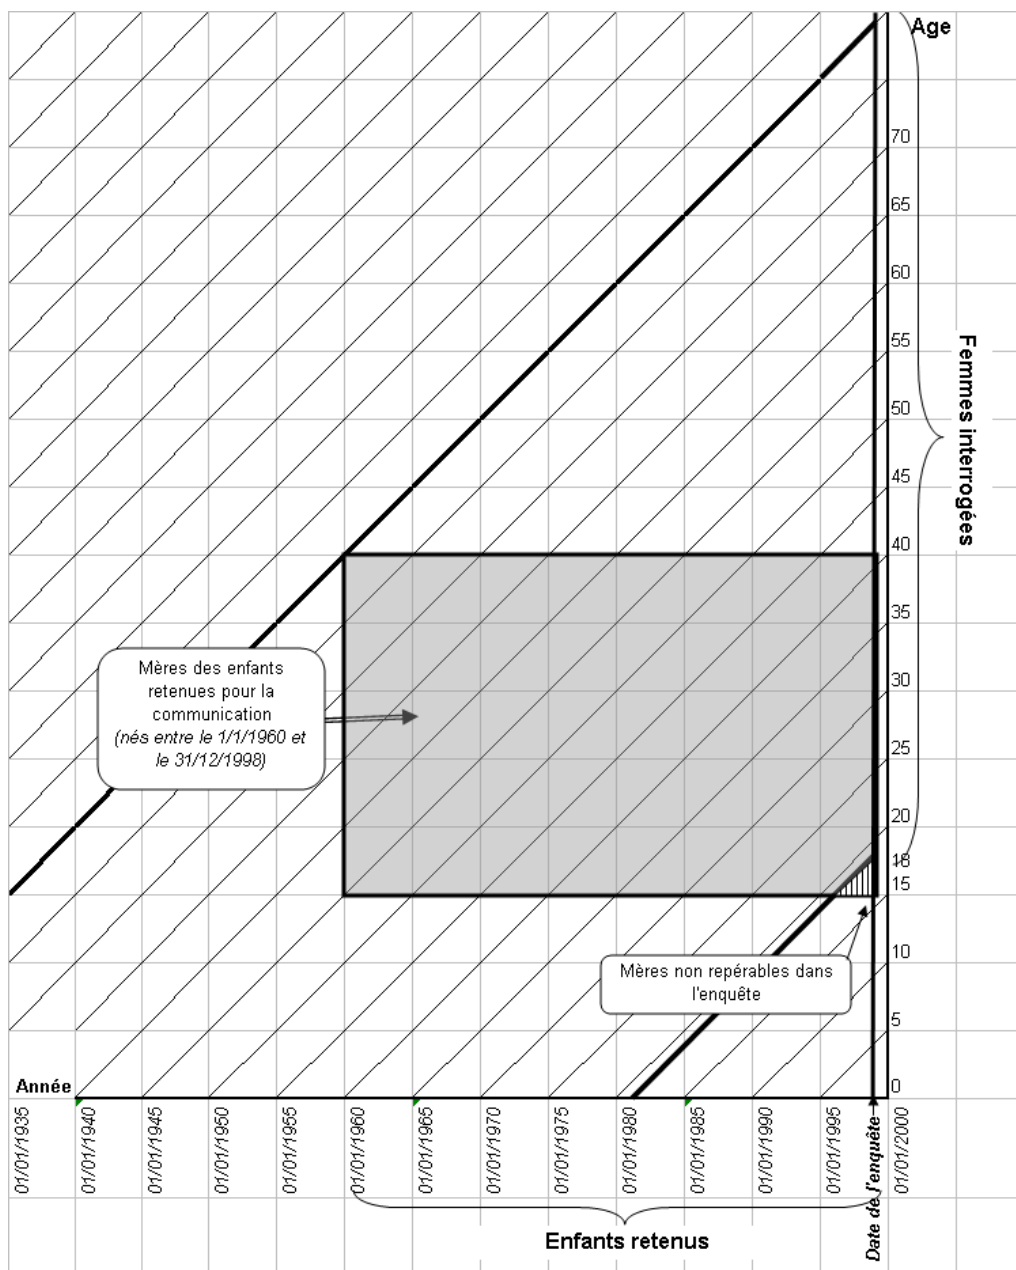 Age
70
65
60
55
50
45
40
35
30
25
20
18
15
10
5
0
Femmes interrogées
Mères des enfants
retenues pour la
communication
(nés entre le 1/1/1960 et
le 31/12/1998)
Mères non repérables dans
l'enquête
Année
01/01/1935
01/01/1940
01/01/1945
01/01/1950
01/01/1955
01/01/1960
01/01/1965
01/01/1970
01/01/1975
01/01/1980
01/01/1985
01/01/1990
01/01/1995
Date de l'enquête
01/01/2000
Enfants retenus